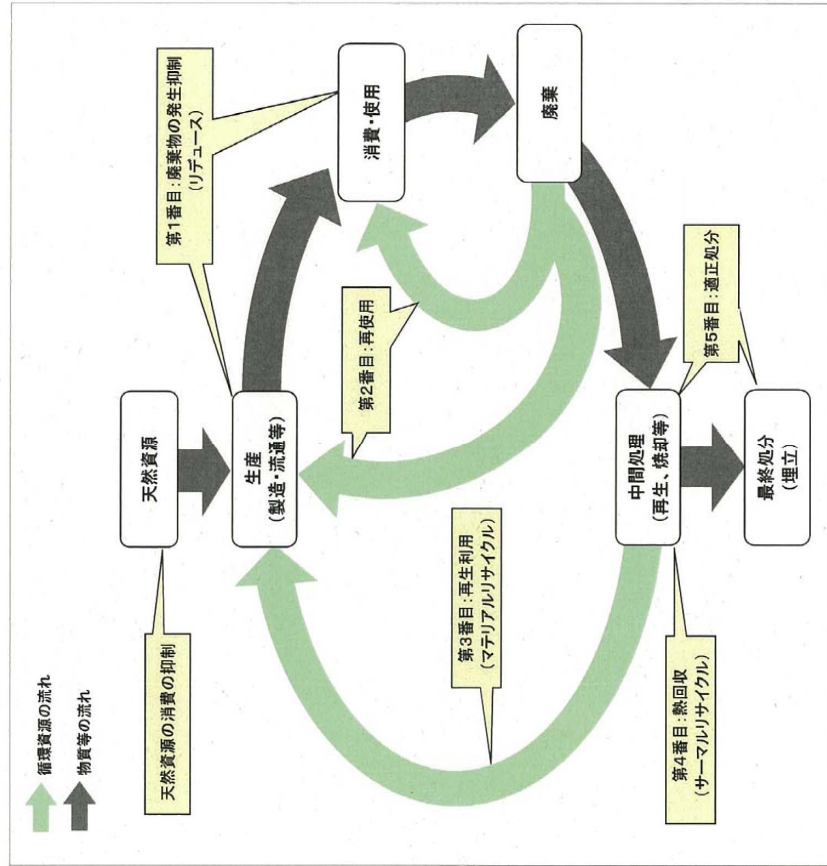 循環資源の流れ
物質等の流れ
天然資源の消費の抑制
天然資源
第1番目:廃棄物の発生抑制
(リデュース)
生産
(製造・流通等)
消費・使用
第2番目:再使用
第3番目:再生利用
(マテリアルリサイクル)
廃棄
第4番目:熱回収
(サーマルリサイクル)
中間処理
(再生、焼却等)
第5番目:適正処分
最終処分
(埋立)